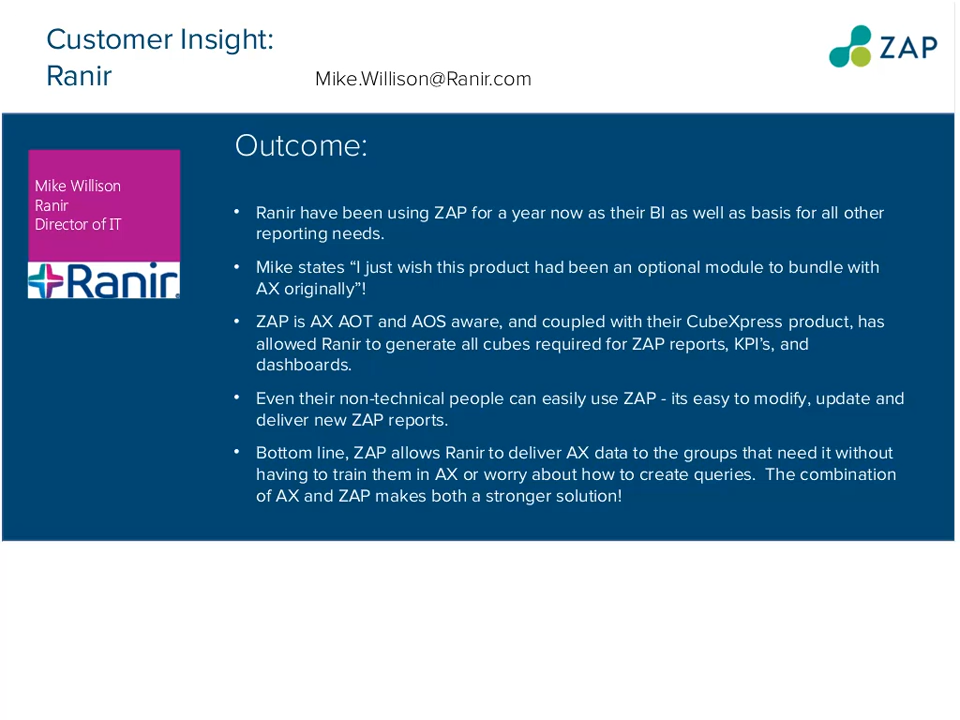 Customer Insight:
Ranir
Mike.Willison@Ranir.com
ZAP
Outcome:
Mike Willison
Ranir
Director of IT
Ranir
• Ranir have been using ZAP for a year now as their BI as well as basis for all other
reporting needs.
• Mike states “I just wish this product had been an optional module to bundle with
AX originally”!
• ZAP is AX AOT and AOS aware, and coupled with their CubeXpress product, has
allowed Ranir to generate all cubes required for ZAP reports, KPI’s, and
dashboards.
• Even their non-technical people can easily use ZAP - its easy to modify, update and
deliver new ZAP reports.
• Bottom line, ZAP allows Ranir to deliver AX data to the groups that need it without
having to train them in AX or worry about how to create queries.  The combination
of AX and ZAP makes both a stronger solution!